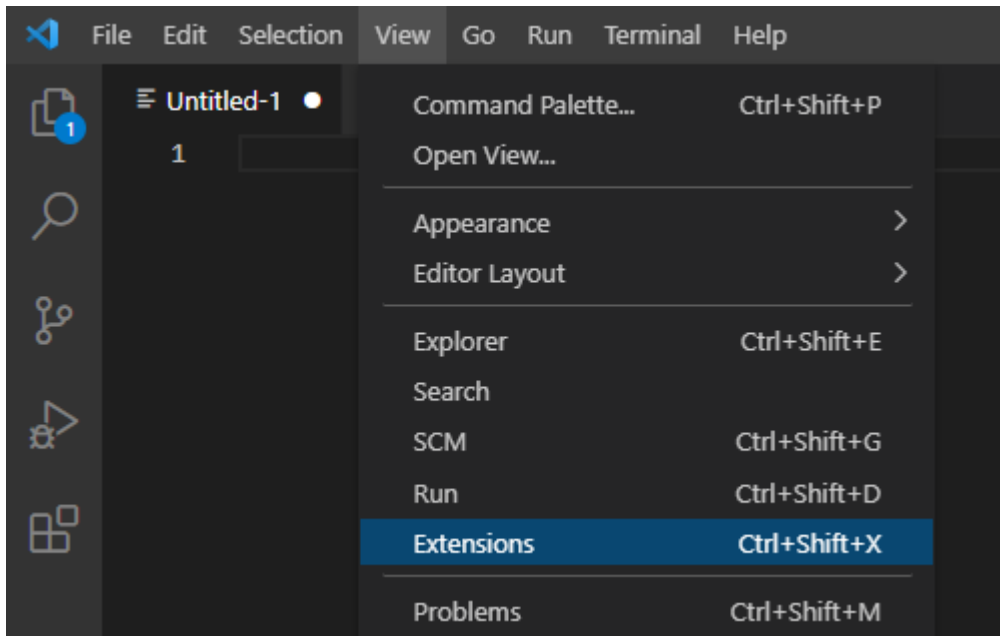 File Edit Selection View Go Run Terminal Help
Untitled-1
1
1
Command Palette... Ctrl+Shift+P
Open View...
Appearance
Editor Layout
Explorer Ctrl+Shift+E
Search
SCM Ctrl+Shift+G
Run Ctrl+Shift+D
Extensions Ctrl+Shift+X
Problems Ctrl+Shift+M